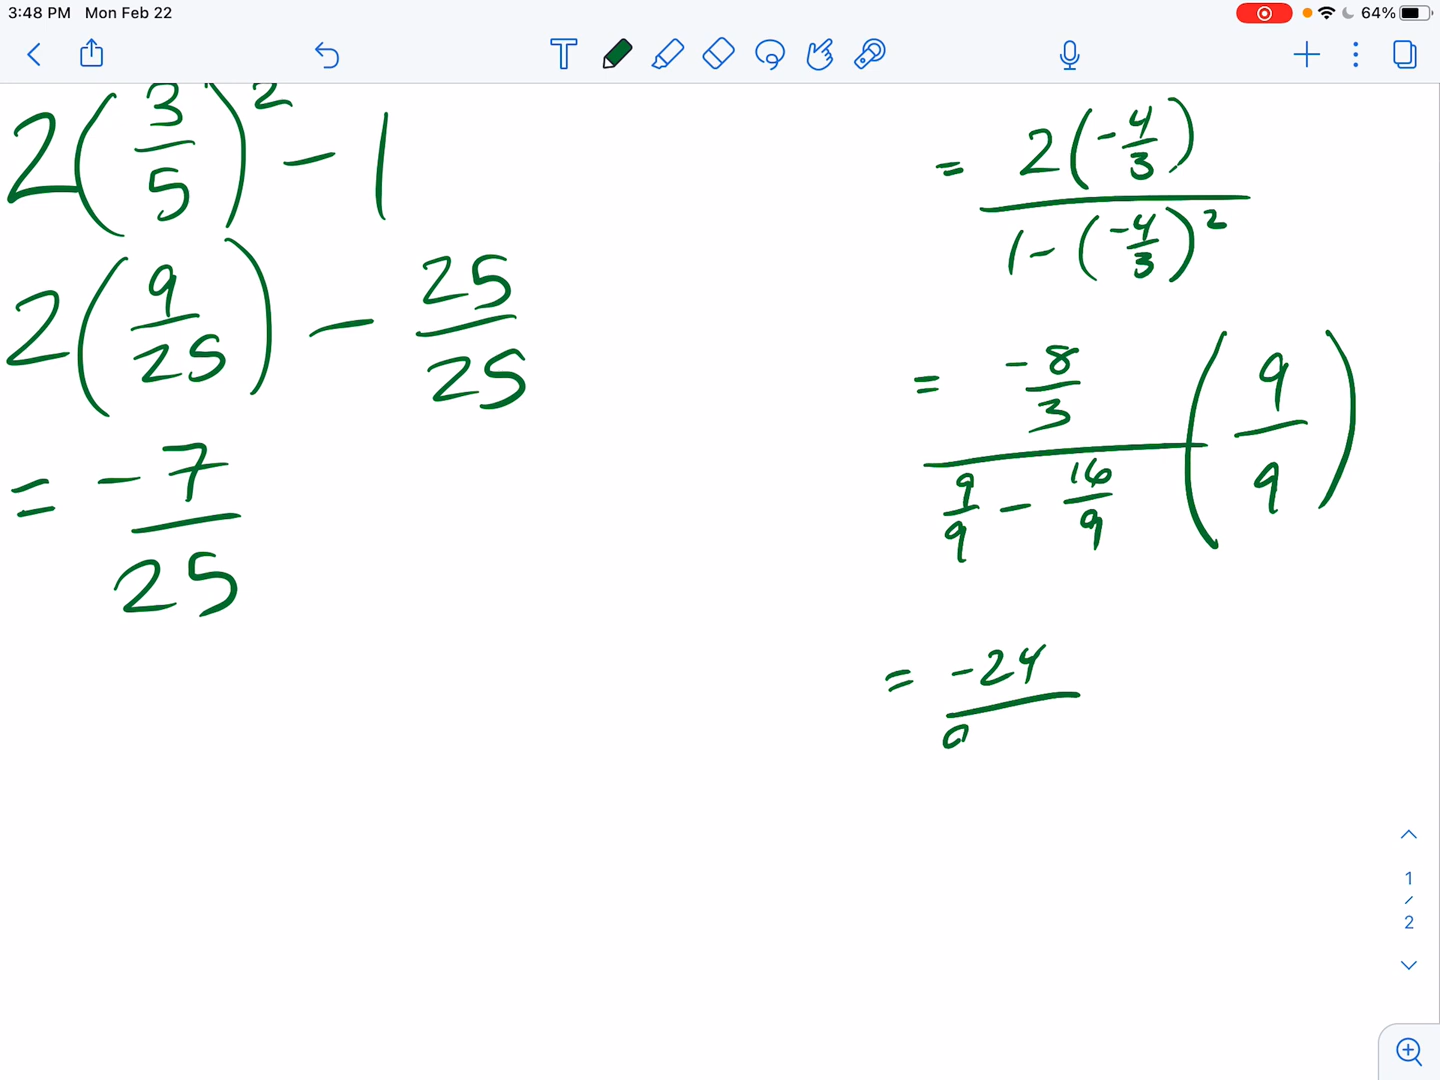 3:48 PM Mon Feb 22
64%
T
2(3/5)² - 1
2(9/25) - 25/25
= -7/25
= 2(-4/3) / 1-(-4/3)²
= -8/3 / 9/9 - 16/9 (9/9)
= -24 /
1
/
2